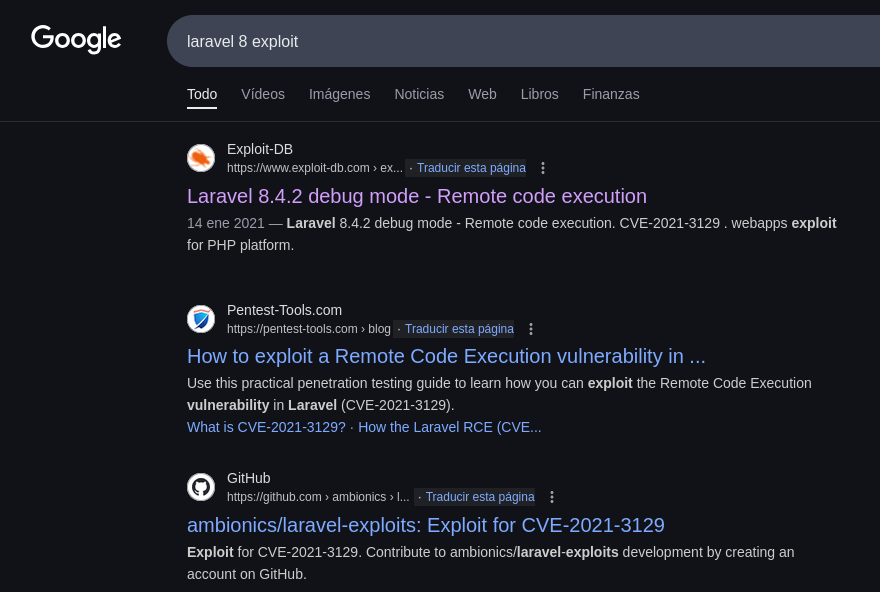 Google
laravel 8 exploit
Todo Vídeos Imágenes Noticias Web Libros Finanzas
Exploit-DB
https://www.exploit-db.com › ex... · Traducir esta página
Laravel 8.4.2 debug mode - Remote code execution
14 ene 2021 — Laravel 8.4.2 debug mode - Remote code execution. CVE-2021-3129 . webapps exploit
for PHP platform.
Pentest-Tools.com
https://pentest-tools.com › blog · Traducir esta página
How to exploit a Remote Code Execution vulnerability in ...
Use this practical penetration testing guide to learn how you can exploit the Remote Code Execution
vulnerability in Laravel (CVE-2021-3129).
What is CVE-2021-3129? · How the Laravel RCE (CVE...
GitHub
https://github.com › ambionics › l... · Traducir esta página
ambionics/laravel-exploits: Exploit for CVE-2021-3129
Exploit for CVE-2021-3129. Contribute to ambionics/laravel-exploits development by creating an
account on GitHub.